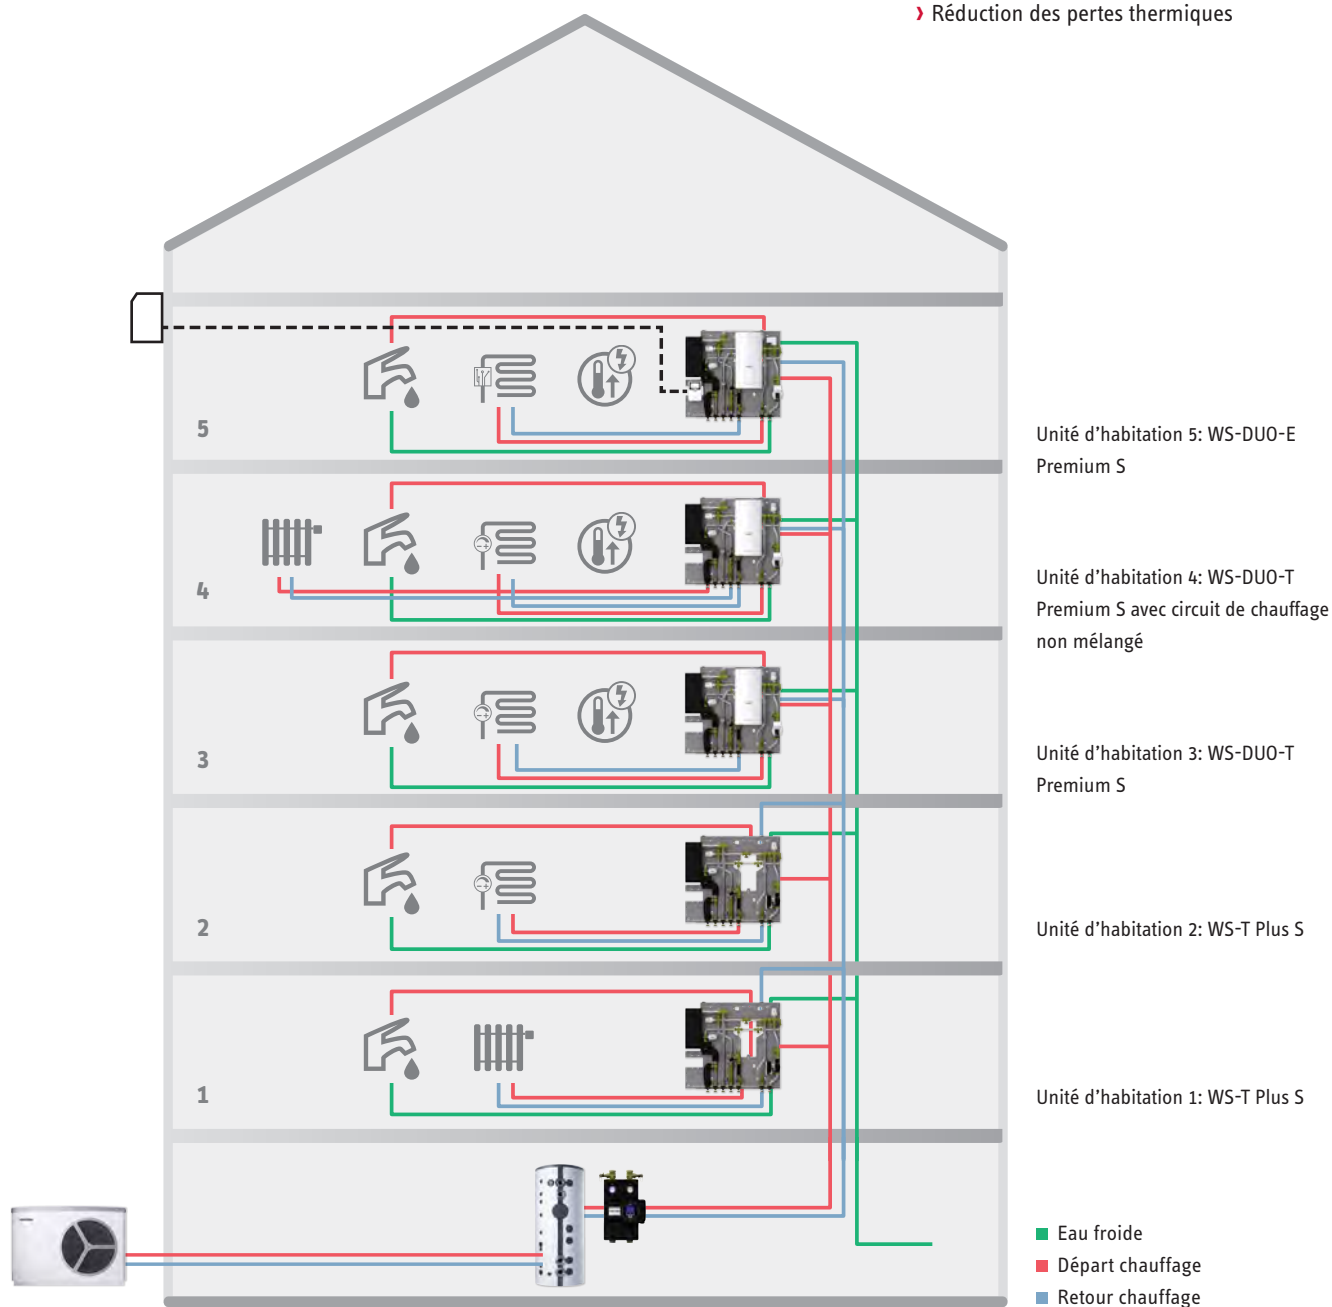 › Réduction des pertes thermiques
5
Unité d'habitation 5: WS-DUO-E
Premium S
4
Unité d'habitation 4: WS-DUO-T
Premium S avec circuit de chauffage
non mélangé
3
Unité d'habitation 3: WS-DUO-T
Premium S
2
Unité d'habitation 2: WS-T Plus S
1
Unité d'habitation 1: WS-T Plus S
Eau froide
Départ chauffage
Retour chauffage